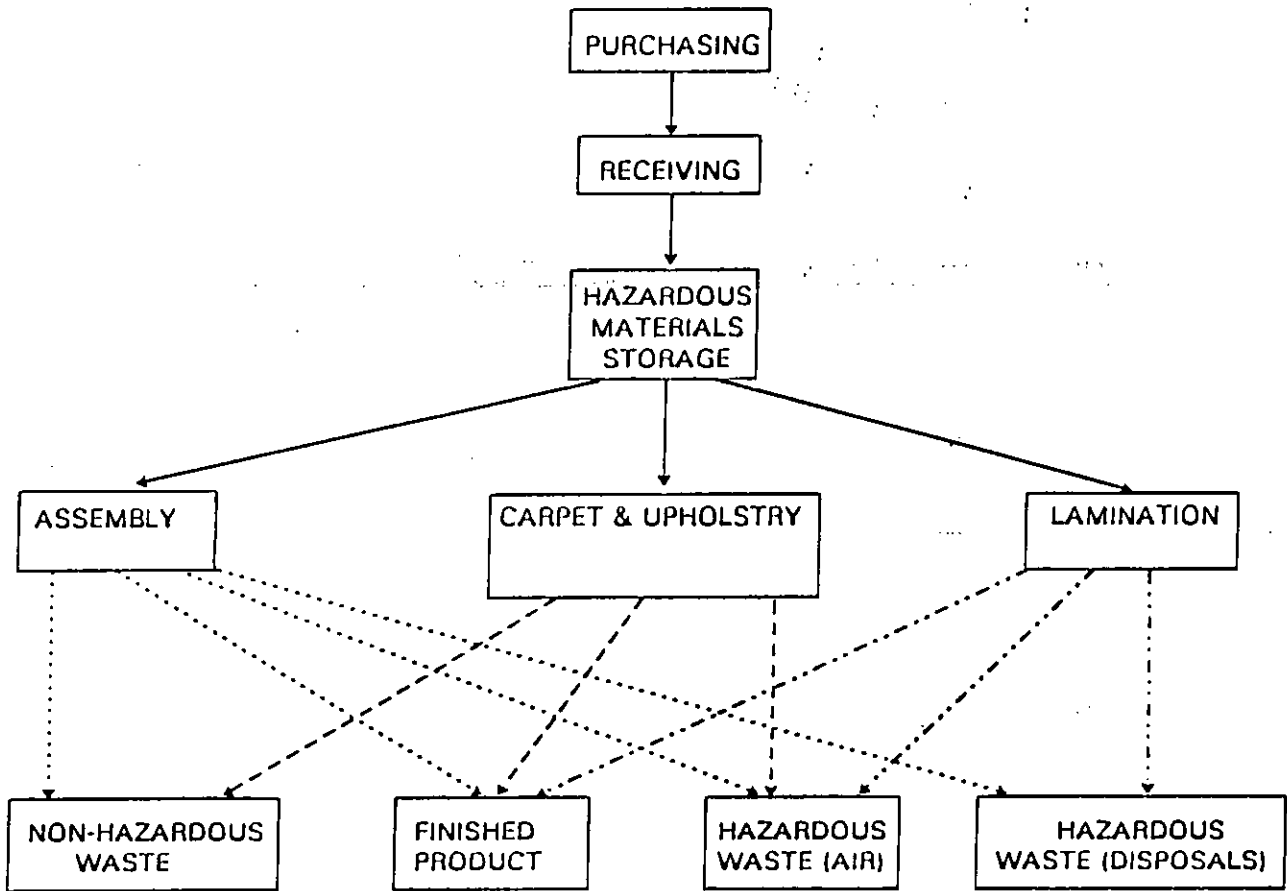 PURCHASING
RECEIVING
HAZARDOUS
MATERIALS
STORAGE
ASSEMBLY
CARPET & UPHOLSTRY
LAMINATION
NON-HAZARDOUS
WASTE
FINISHED
PRODUCT
HAZARDOUS
WASTE (AIR)
HAZARDOUS
WASTE (DISPOSALS)